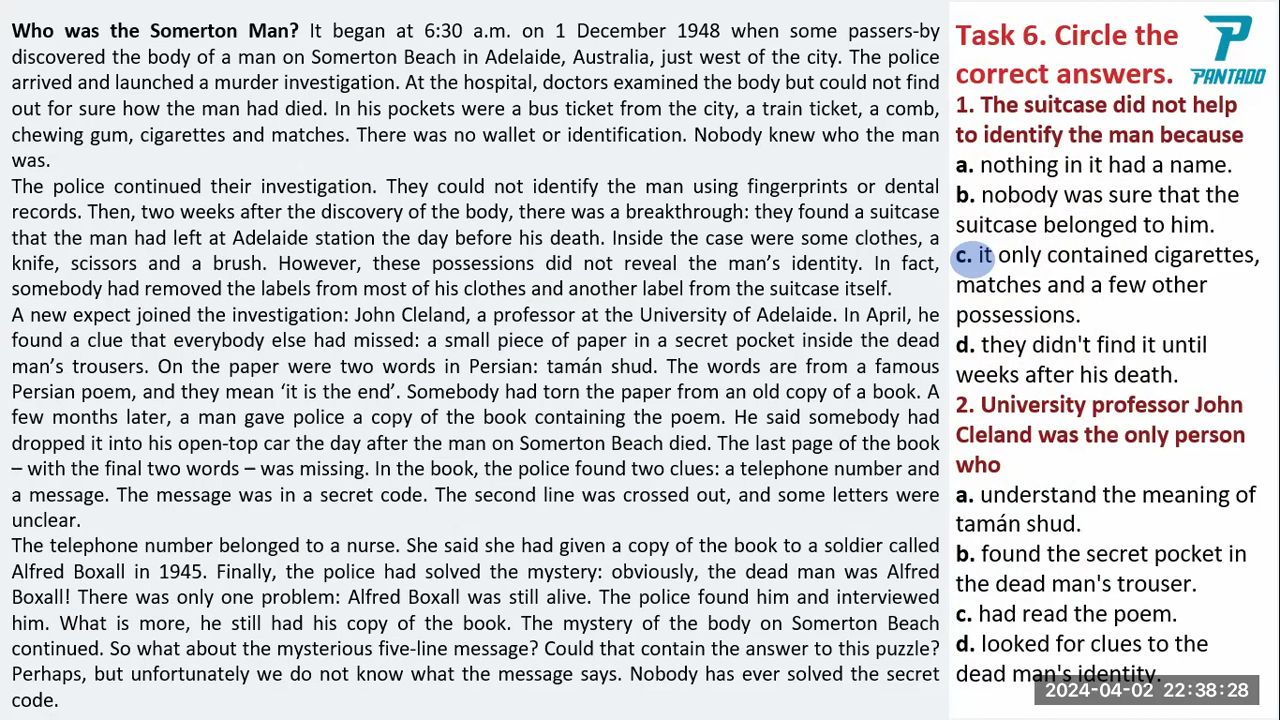 Who was the Somerton Man? It began at 6:30 a.m. on 1 December 1948 when some passers-by
discovered the body of a man on Somerton Beach in Adelaide, Australia, just west of the city. The police
arrived and launched a murder investigation. At the hospital, doctors examined the body but could not find
out for sure how the man had died. In his pockets were a bus ticket from the city, a train ticket, a comb,
chewing gum, cigarettes and matches. There was no wallet or identification. Nobody knew who the man
was.
The police continued their investigation. They could not identify the man using fingerprints or dental
records. Then, two weeks after the discovery of the body, there was a breakthrough: they found a suitcase
that the man had left at Adelaide station the day before his death. Inside the case were some clothes, a
knife, scissors and a brush. However, these possessions did not reveal the man’s identity. In fact,
somebody had removed the labels from most of his clothes and another label from the suitcase itself.
A new expect joined the investigation: John Cleland, a professor at the University of Adelaide. In April, he
found a clue that everybody else had missed: a small piece of paper in a secret pocket inside the dead
man’s trousers. On the paper were two words in Persian: tamán shud. The words are from a famous
Persian poem, and they mean ‘it is the end’. Somebody had torn the paper from an old copy of a book. A
few months later, a man gave police a copy of the book containing the poem. He said somebody had
dropped it into his open-top car the day after the man on Somerton Beach died. The last page of the book
– with the final two words – was missing. In the book, the police found two clues: a telephone number and
a message. The message was in a secret code. The second line was crossed out, and some letters were
unclear.
The telephone number belonged to a nurse. She said she had given a copy of the book to a soldier called
Alfred Boxall in 1945. Finally, the police had solved the mystery: obviously, the dead man was Alfred
Boxall! There was only one problem: Alfred Boxall was still alive. The police found him and interviewed
him. What is more, he still had his copy of the book. The mystery of the body on Somerton Beach
continued. So what about the mysterious five-line message? Could that contain the answer to this puzzle?
Perhaps, but unfortunately we do not know what the message says. Nobody has ever solved the secret
code.
Task 6. Circle the
correct answers.
PANTADO
1. The suitcase did not help
to identify the man because
a. nothing in it had a name.
b. nobody was sure that the
suitcase belonged to him.
c. it only contained cigarettes,
matches and a few other
possessions.
d. they didn't find it until
weeks after his death.
2. University professor John
Cleland was the only person
who
a. understand the meaning of
tamán shud.
b. found the secret pocket in
the dead man's trouser.
c. had read the poem.
d. looked for clues to the
dead man's identity.
2024-04-02 22:38:28